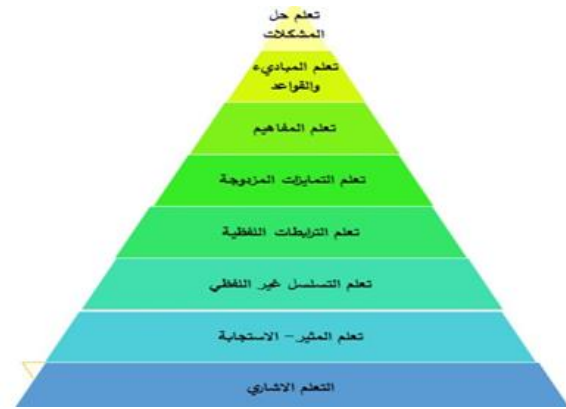 تعلم حل
المشكلات
تعلم المباديء
والقواعد
تعلم المفاهيم
تعلم التمايزات المزدوجة
تعلم الترابطات اللفظية
تعلم التسلسل غير اللفظي
تعلم المثير – الاستجابة
التعلم الاشاري